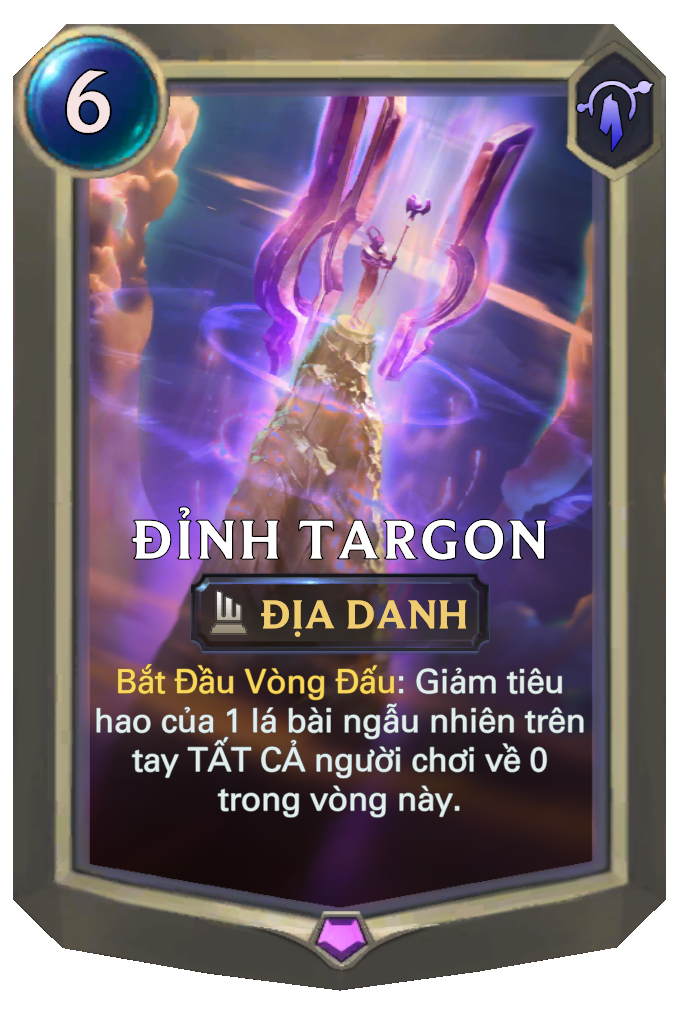 6
ĐỈNH TARGON
ĐỊA DANH
Bắt Đầu Vòng Đấu: Giảm tiêu
hao của 1 lá bài ngẫu nhiên trên
tay TẤT CẢ người chơi về 0
trong vòng này.